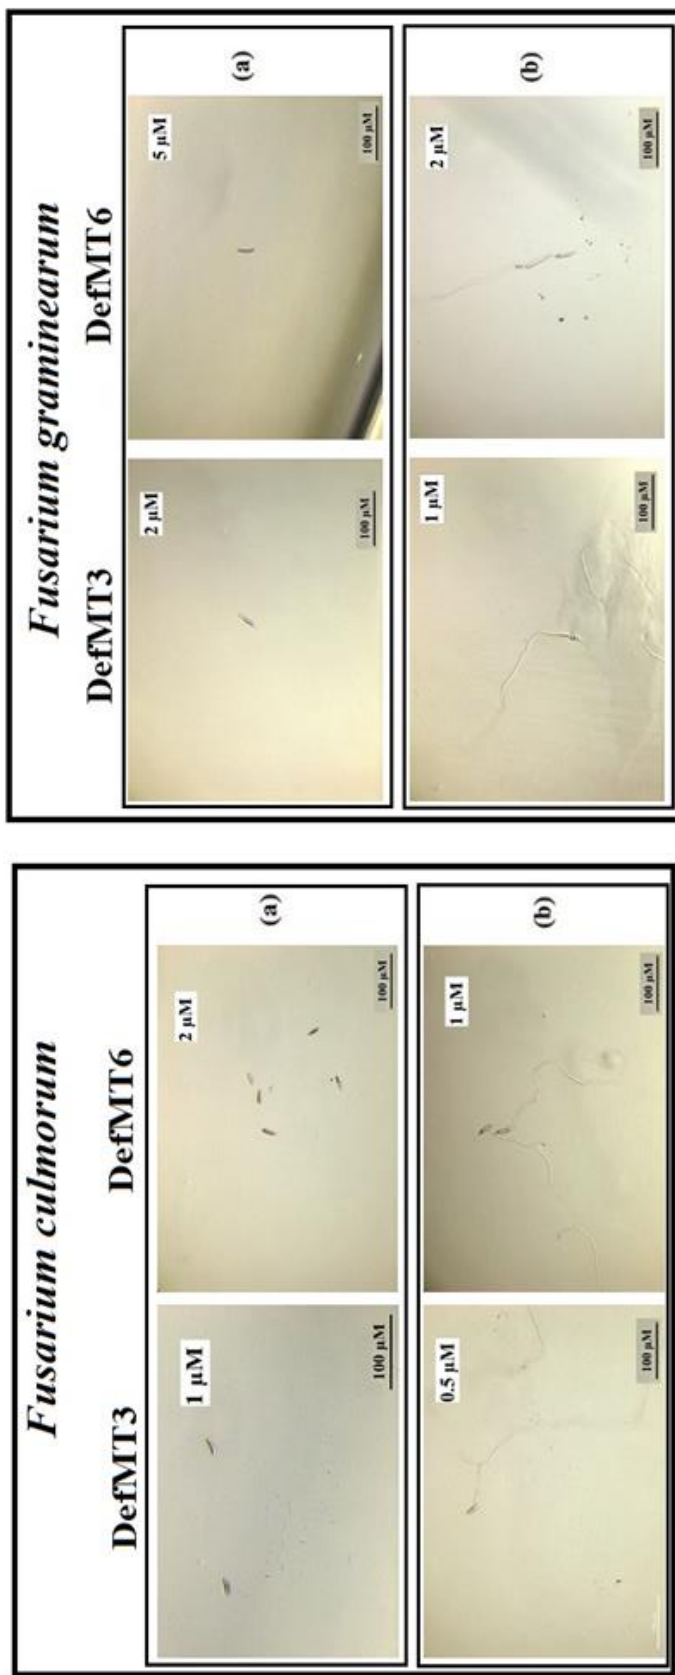 Fusarium culmorum
DefMT3 DefMT6
1 µM
100 µM
2 µM
100 µM
(a)
0.5 µM
100 µM
1 µM
100 µM
(b)
Fusarium graminearum
DefMT3 DefMT6
2 µM
100 µM
5 µM
100 µM
(a)
1 µM
100 µM
2 µM
100 µM
(b)